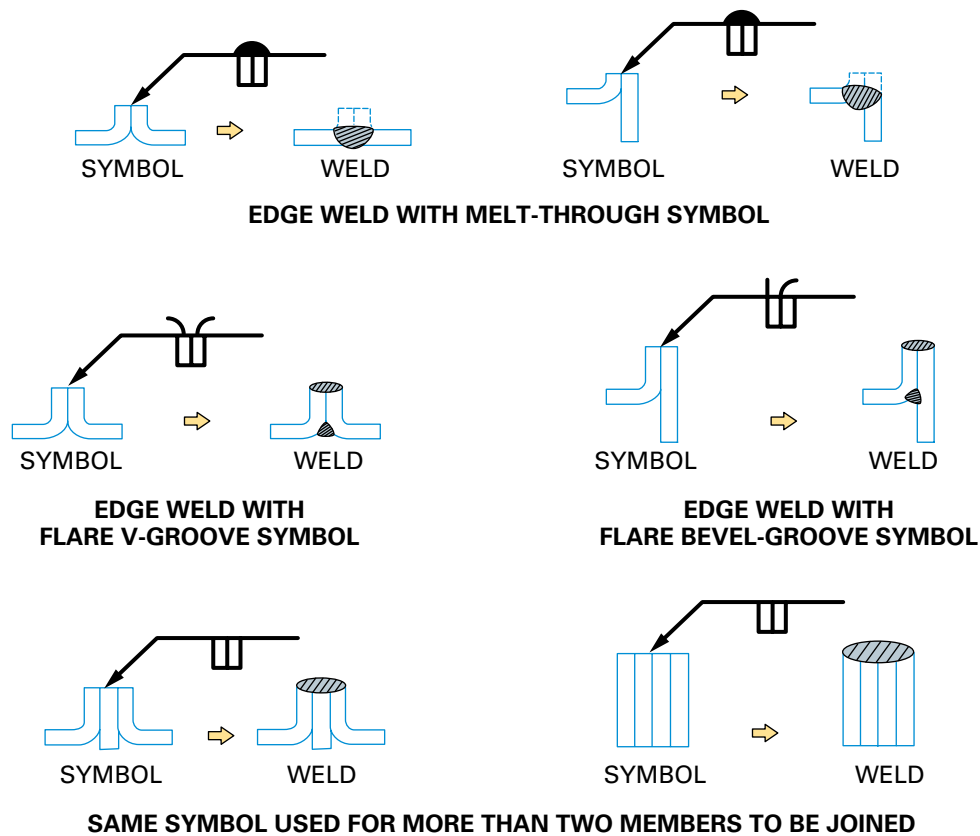 SYMBOL WELD SYMBOL WELD
EDGE WELD WITH MELT-THROUGH SYMBOL
SYMBOL WELD SYMBOL WELD
EDGE WELD WITH
FLARE V-GROOVE SYMBOL
EDGE WELD WITH
FLARE BEVEL-GROOVE SYMBOL
SYMBOL WELD SYMBOL WELD
SAME SYMBOL USED FOR MORE THAN TWO MEMBERS TO BE JOINED